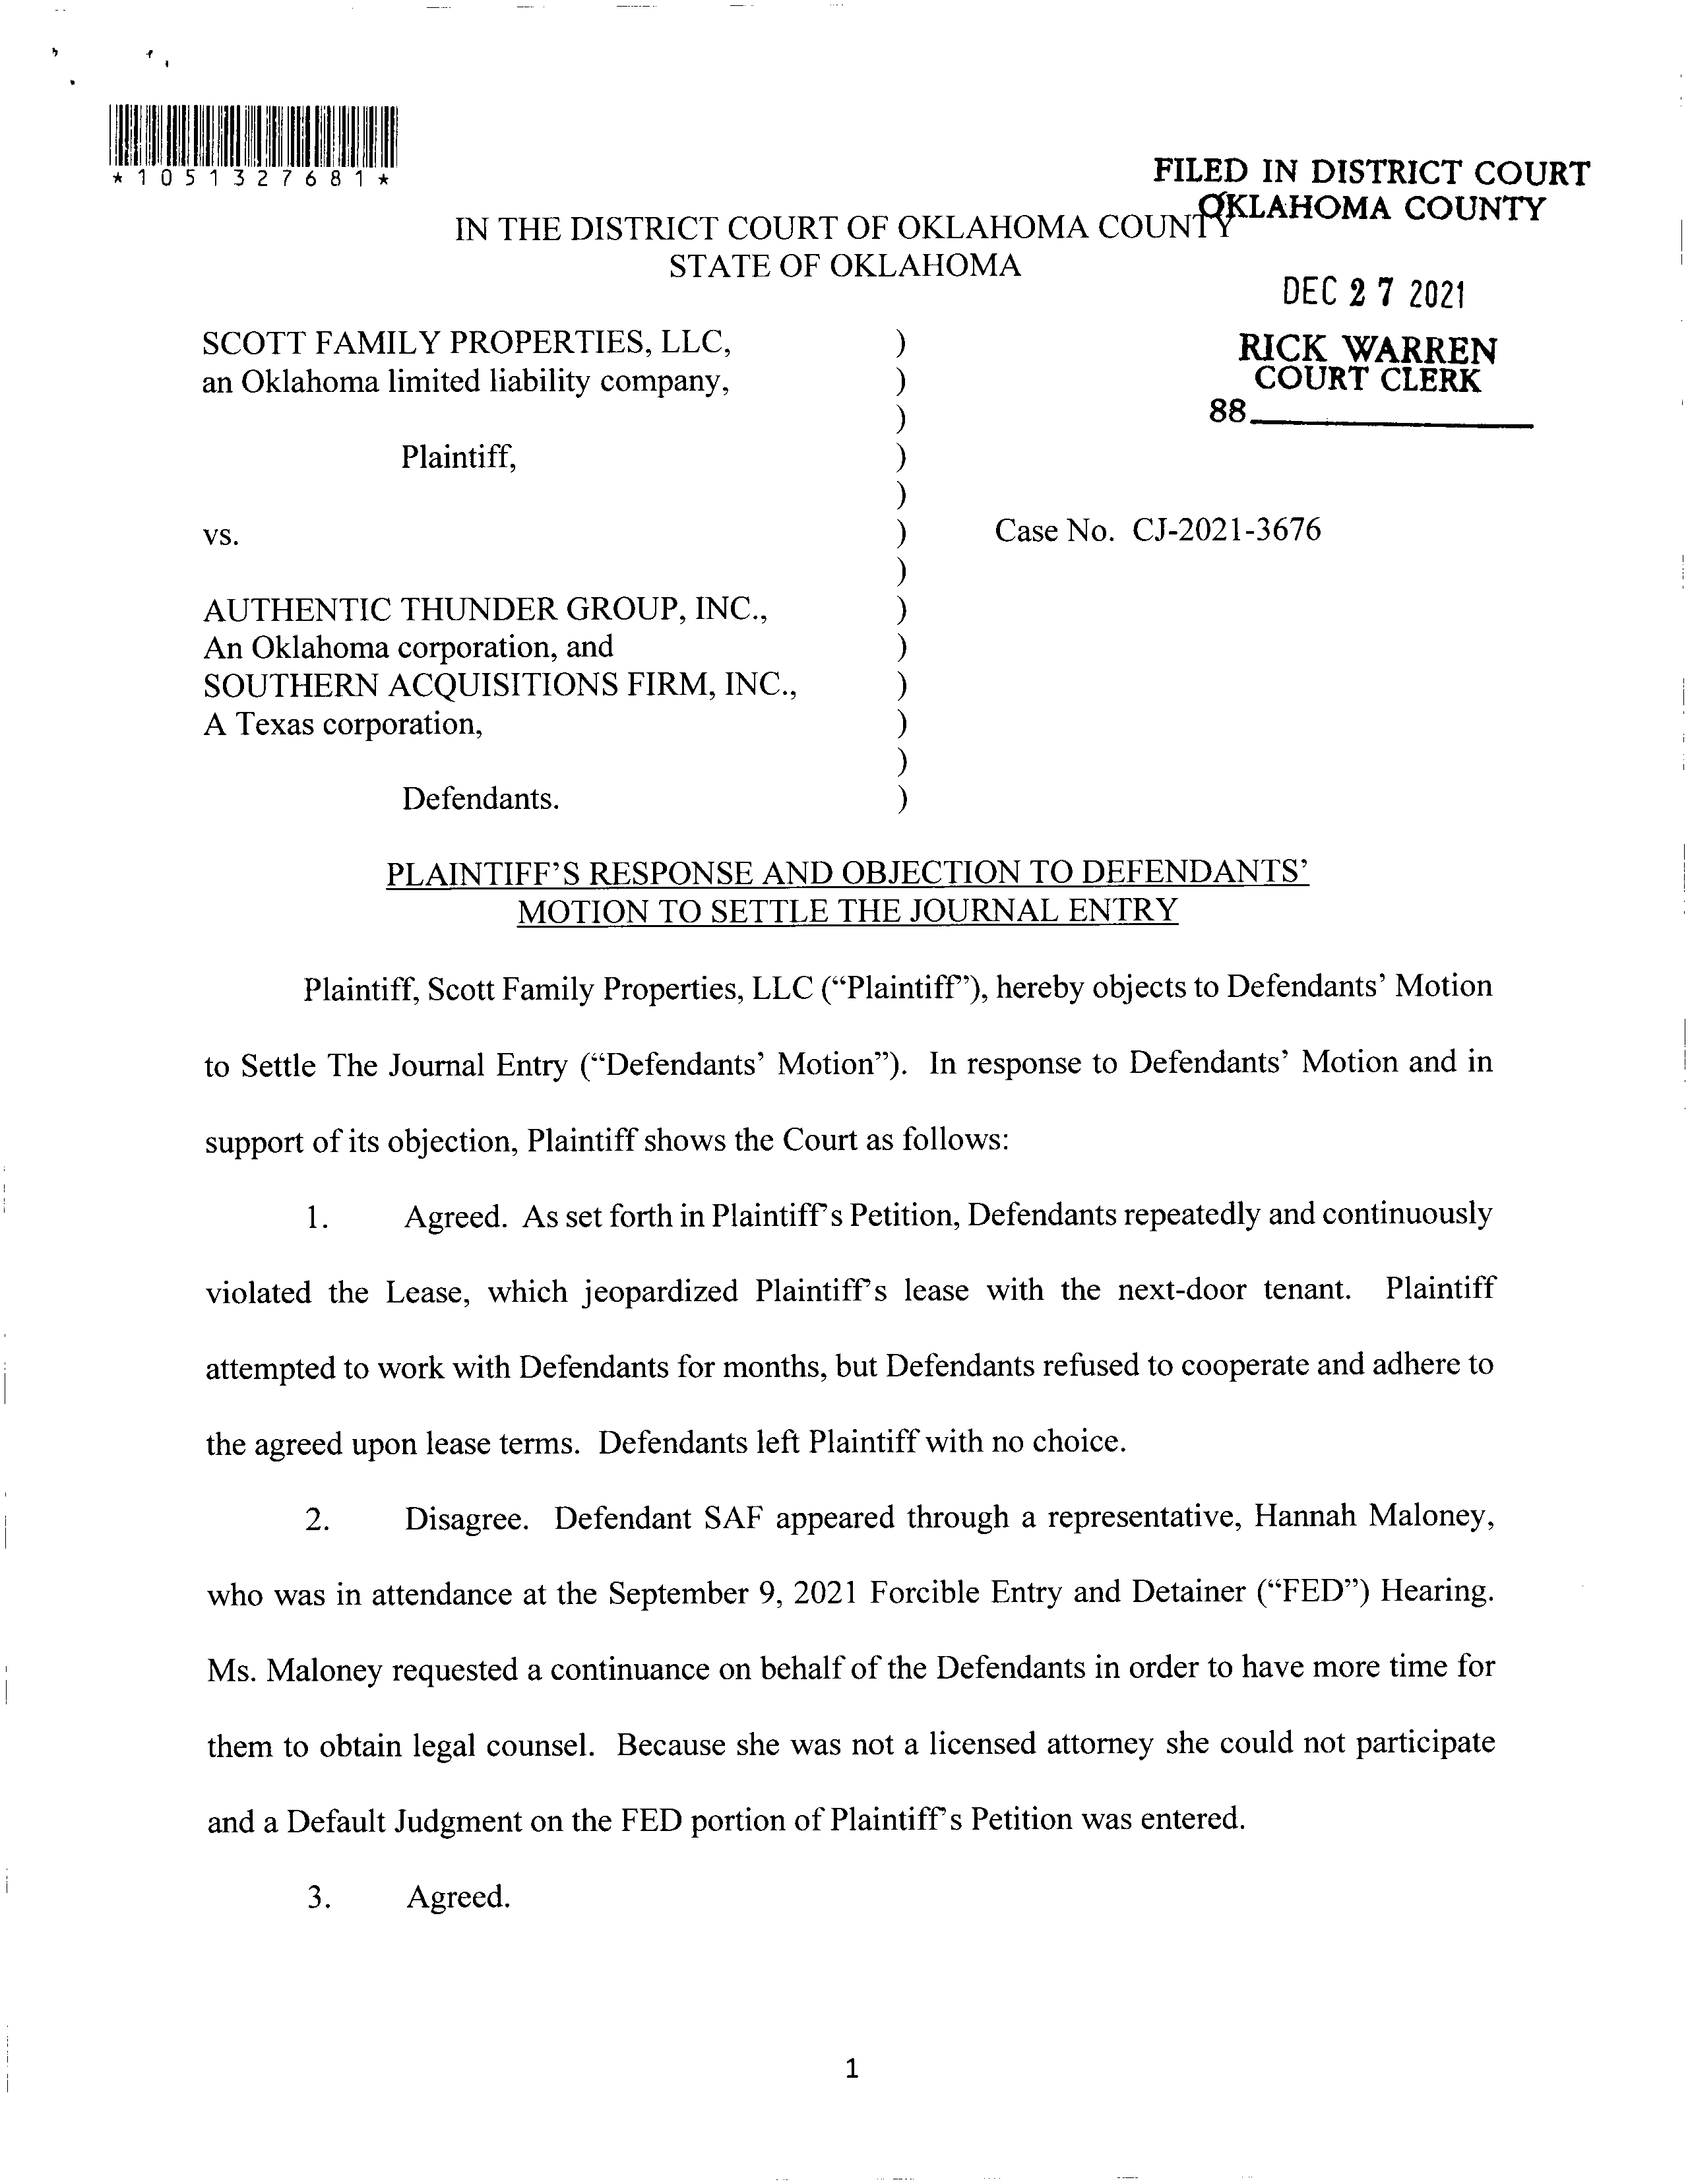 *1051327681*
FILED IN DISTRICT COURT
OKLAHOMA COUNTY
IN THE DISTRICT COURT OF OKLAHOMA COUNTY
STATE OF OKLAHOMA
DEC 27 2021
RICK WARREN
COURT CLERK
88
SCOTT FAMILY PROPERTIES, LLC, )
an Oklahoma limited liability company, )
)
Plaintiff, )
)
vs. ) Case No. CJ-2021-3676
)
AUTHENTIC THUNDER GROUP, INC., )
An Oklahoma corporation, and )
SOUTHERN ACQUISITIONS FIRM, INC., )
A Texas corporation, )
)
Defendants. )
PLAINTIFF'S RESPONSE AND OBJECTION TO DEFENDANTS'
MOTION TO SETTLE THE JOURNAL ENTRY
Plaintiff, Scott Family Properties, LLC ("Plaintiff"), hereby objects to Defendants' Motion
to Settle The Journal Entry ("Defendants' Motion"). In response to Defendants' Motion and in
support of its objection, Plaintiff shows the Court as follows:
1. Agreed. As set forth in Plaintiff's Petition, Defendants repeatedly and continuously
violated the Lease, which jeopardized Plaintiff's lease with the next-door tenant. Plaintiff
attempted to work with Defendants for months, but Defendants refused to cooperate and adhere to
the agreed upon lease terms. Defendants left Plaintiff with no choice.
2. Disagree. Defendant SAF appeared through a representative, Hannah Maloney,
who was in attendance at the September 9, 2021 Forcible Entry and Detainer ("FED") Hearing.
Ms. Maloney requested a continuance on behalf of the Defendants in order to have more time for
them to obtain legal counsel. Because she was not a licensed attorney she could not participate
and a Default Judgment on the FED portion of Plaintiff's Petition was entered.
3. Agreed.
1